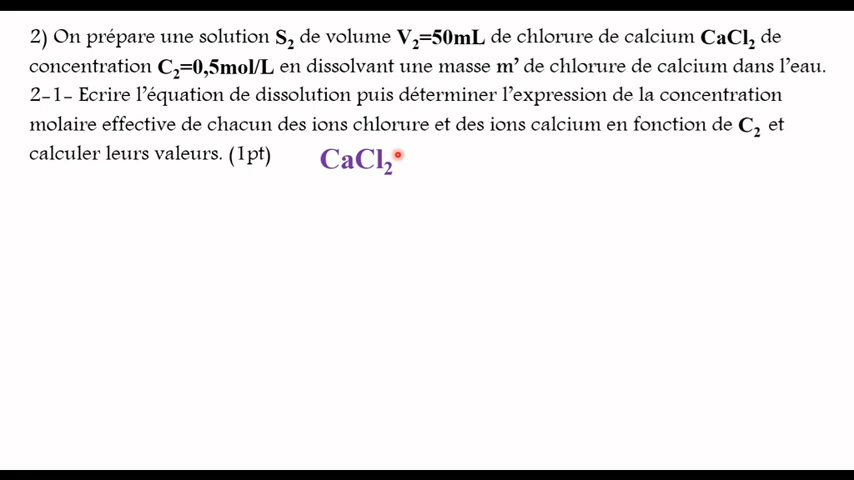 2) On prépare une solution S₂ de volume V₂=50mL de chlorure de calcium CaCl₂ de
concentration C₂=0,5mol/L en dissolvant une masse m’ de chlorure de calcium dans l’eau.
2-1- Ecrire l’équation de dissolution puis déterminer l’expression de la concentration
molaire effective de chacun des ions chlorure et des ions calcium en fonction de C₂ et
calculer leurs valeurs. (1pt) CaCl₂